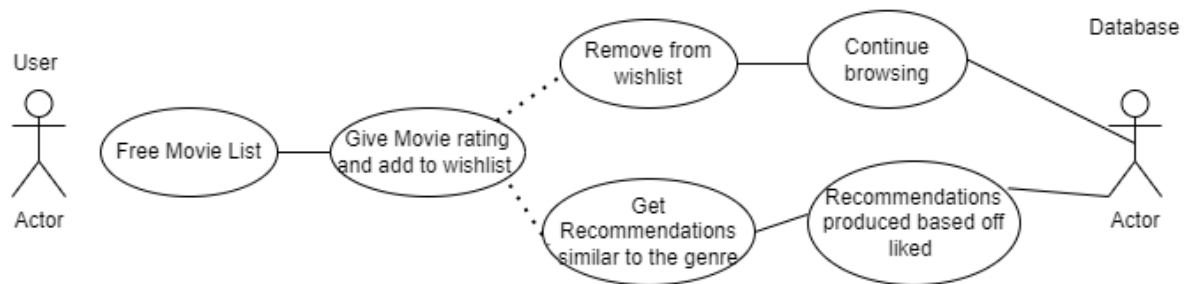 User
Actor
Free Movie List
Give Movie rating
and add to wishlist
Remove from
wishlist
Continue
browsing
Get
Recommendations
similar to the genre
Recommendations
produced based off
liked
Database
Actor